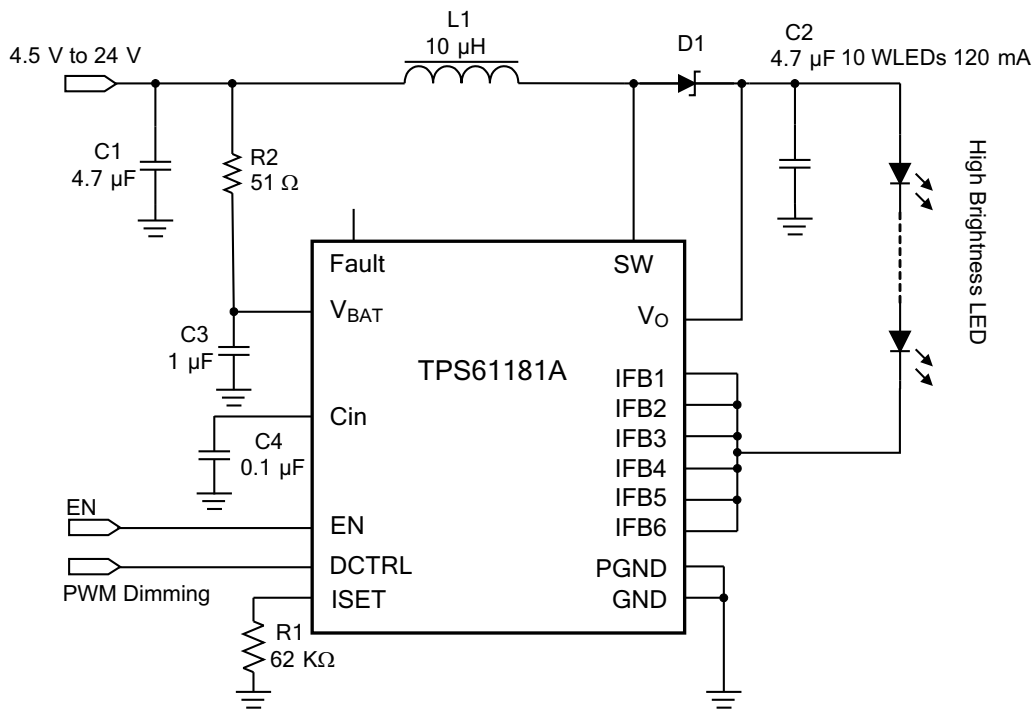 L1
10 µH
4.5 V to 24 V
D1
C2
4.7 µF
10 WLEDs 120 mA
C1
4.7 µF
R2
51 Ω
High Brightness LED
Fault
SW
VBAT
VO
C3
1 µF
TPS61181A
IFB1
Cin
IFB2
C4
0.1 µF
IFB3
IFB4
IFB5
EN
EN
IFB6
DCTRL
PGND
PWM Dimming
ISET
GND
R1
62 KΩ